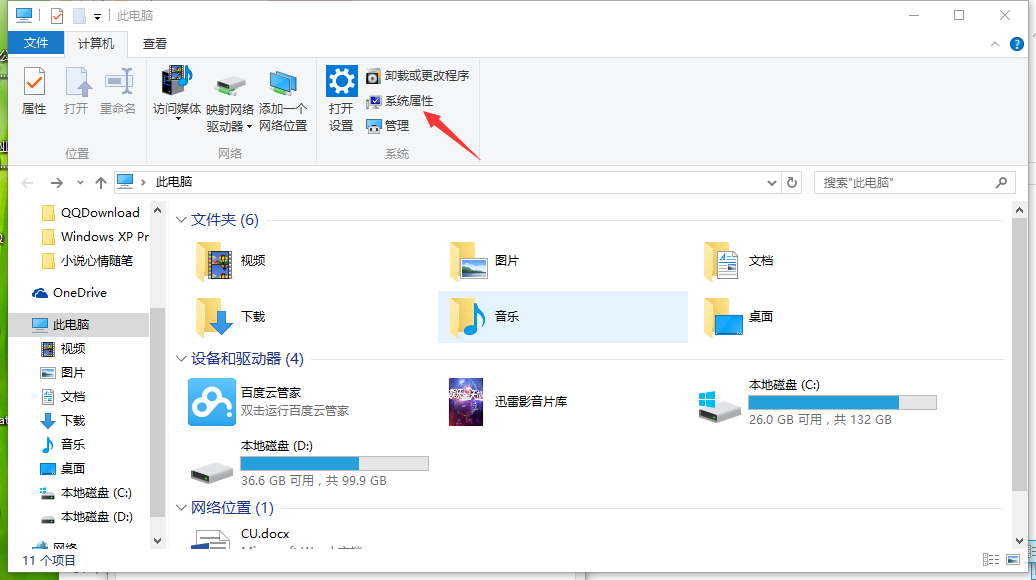 此电脑
文件
计算机
查看
属性
打开
重命名
位置
访问媒体
映射网络
驱动器
添加一个
网络位置
网络
打开
设置
卸载或更改程序
系统属性
管理
系统
此电脑
搜索"此电脑"
QQDownload
Windows XP Pr
小说心情随笔
OneDrive
此电脑
视频
图片
文档
下载
音乐
桌面
本地磁盘 (C:)
本地磁盘 (D:)
网络
文件夹 (6)
视频
图片
文档
下载
音乐
桌面
设备和驱动器 (4)
百度云管家
双击运行百度云管家
迅雷影音片库
本地磁盘 (C:)
26.0 GB 可用，共 132 GB
本地磁盘 (D:)
36.6 GB 可用，共 99.9 GB
网络位置 (1)
CU.docx
11 个项目